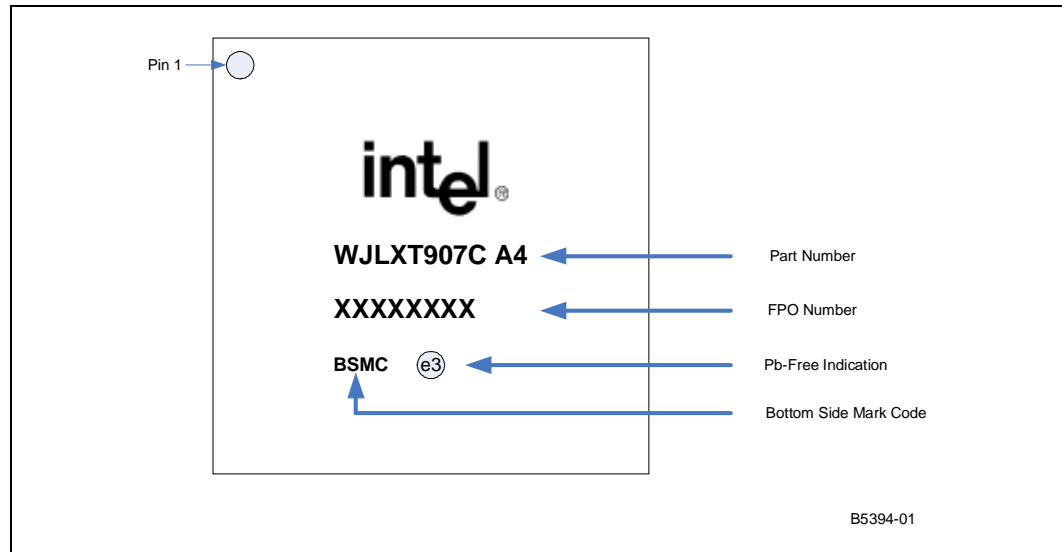 Pin 1
intel®
WJLXT907C A4
Part Number
XXXXXXXX
FPO Number
BSMC e3
Pb-Free Indication
Bottom Side Mark Code
B5394-01